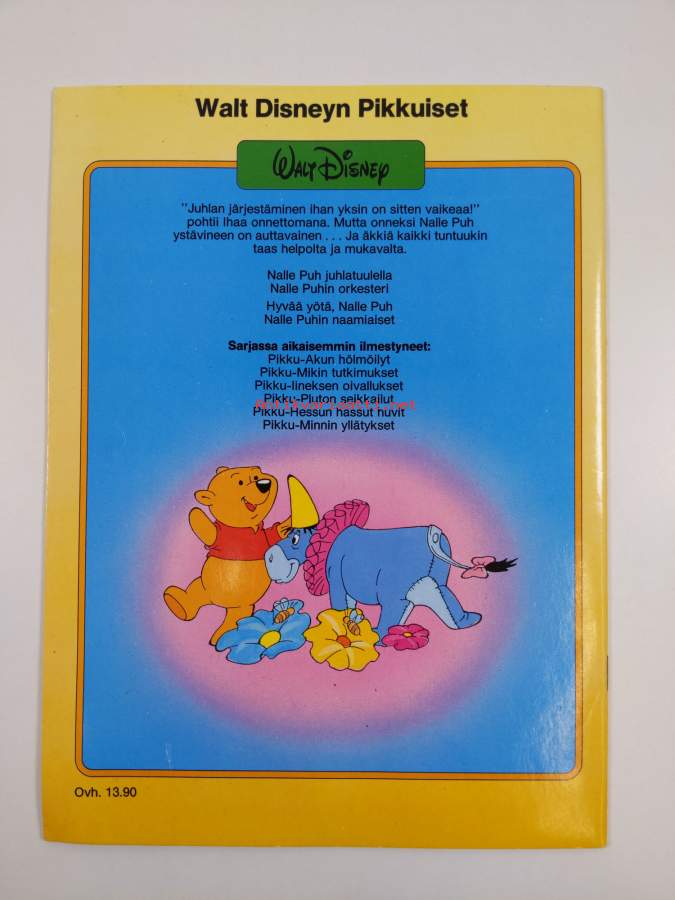 Walt Disneyn Pikkuiset
WALT DISNEY
"Juhlan järjestäminen ihan yksin on sitten vaikeaa!"
pohtii Ihaa onnettomana. Mutta onneksi Nalle Puh
ystävineen on auttavainen . . . Ja äkkiä kaikki tuntuukin
taas helpolta ja mukavalta.
Nalle Puh juhlatuulella
Nalle Puhin orkesteri
Hyvää yötä, Nalle Puh
Nalle Puhin naamiaiset
Sarjassa aikaisemmin ilmestyneet:
Pikku-Akun hölmöilyt
Pikku-Mikin tutkimukset
Pikku-Iineksen oivallukset
Pikku-Pluton seikkailut
antikvariaatti.net
Pikku-Hessun hassut huvit
Pikku-Minnin yllätykset
Ovh. 13.90